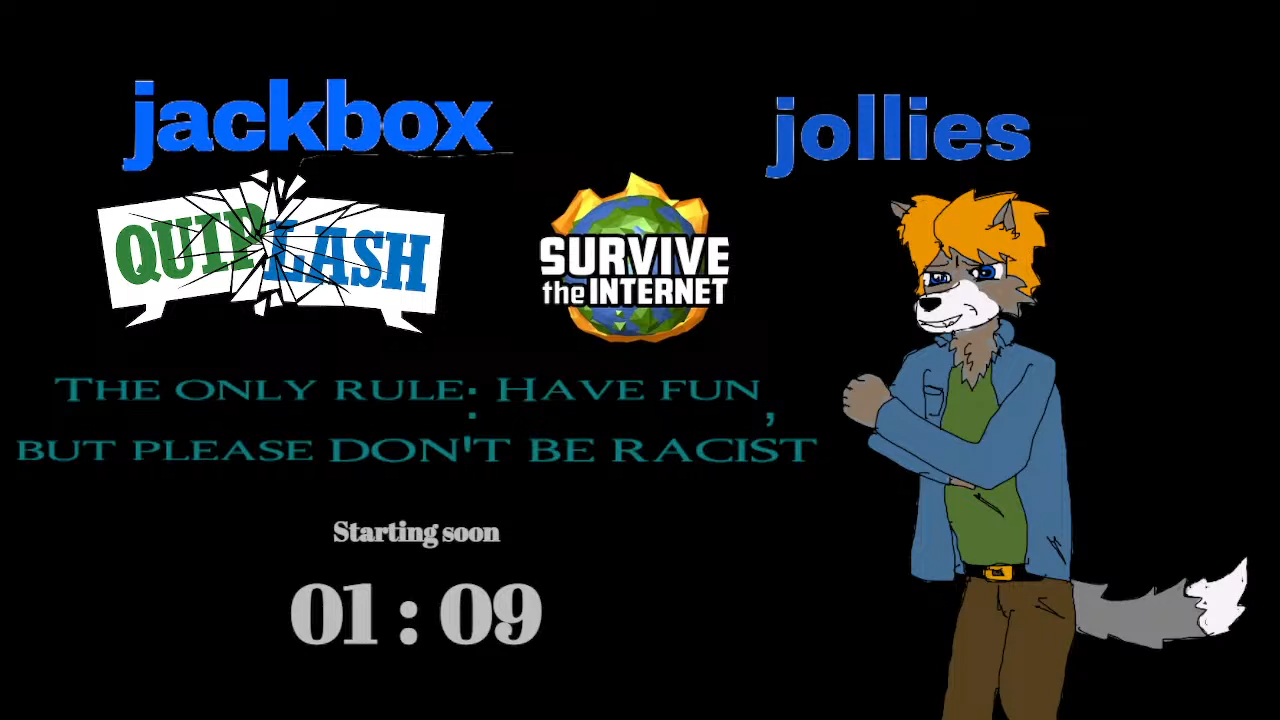 jackbox
jollies
QUIPLASH
SURVIVE
the INTERNET
THE ONLY RULE: HAVE FUN,
BUT PLEASE DON'T BE RACIST
Starting soon
01 : 09